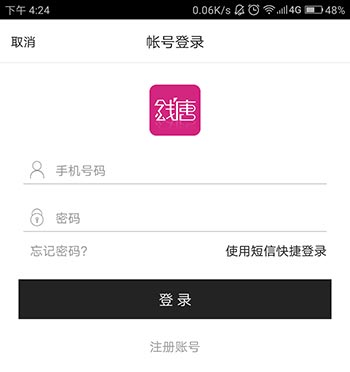 下午 4:24 0.06K/s 4G 48%
取消 帐号登录
钱唐
手机号码
密码
忘记密码? 使用短信快捷登录
登 录
注册账号